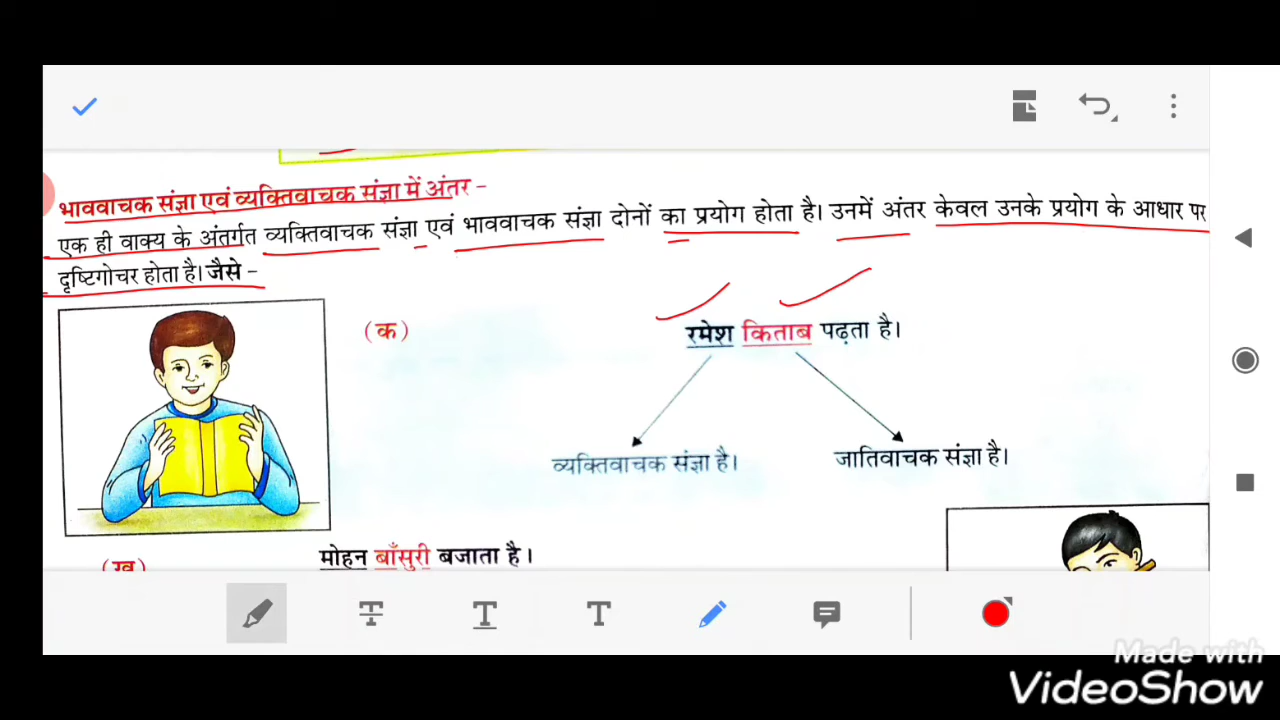 भाववाचक संज्ञा एवं व्यक्तिवाचक संज्ञा में अंतर -
एक ही वाक्य के अंतर्गत व्यक्तिवाचक संज्ञा एवं भाववाचक संज्ञा दोनों का प्रयोग होता है। उनमें अंतर केवल उनके प्रयोग के आधार पर
दृष्टिगोचर होता है। जैसे -
(क)
रमेश किताब पढ़ता है।
व्यक्तिवाचक संज्ञा है।
जातिवाचक संज्ञा है।
(ख)
मोहन बाँसुरी बजाता है।
Made with
VideoShow